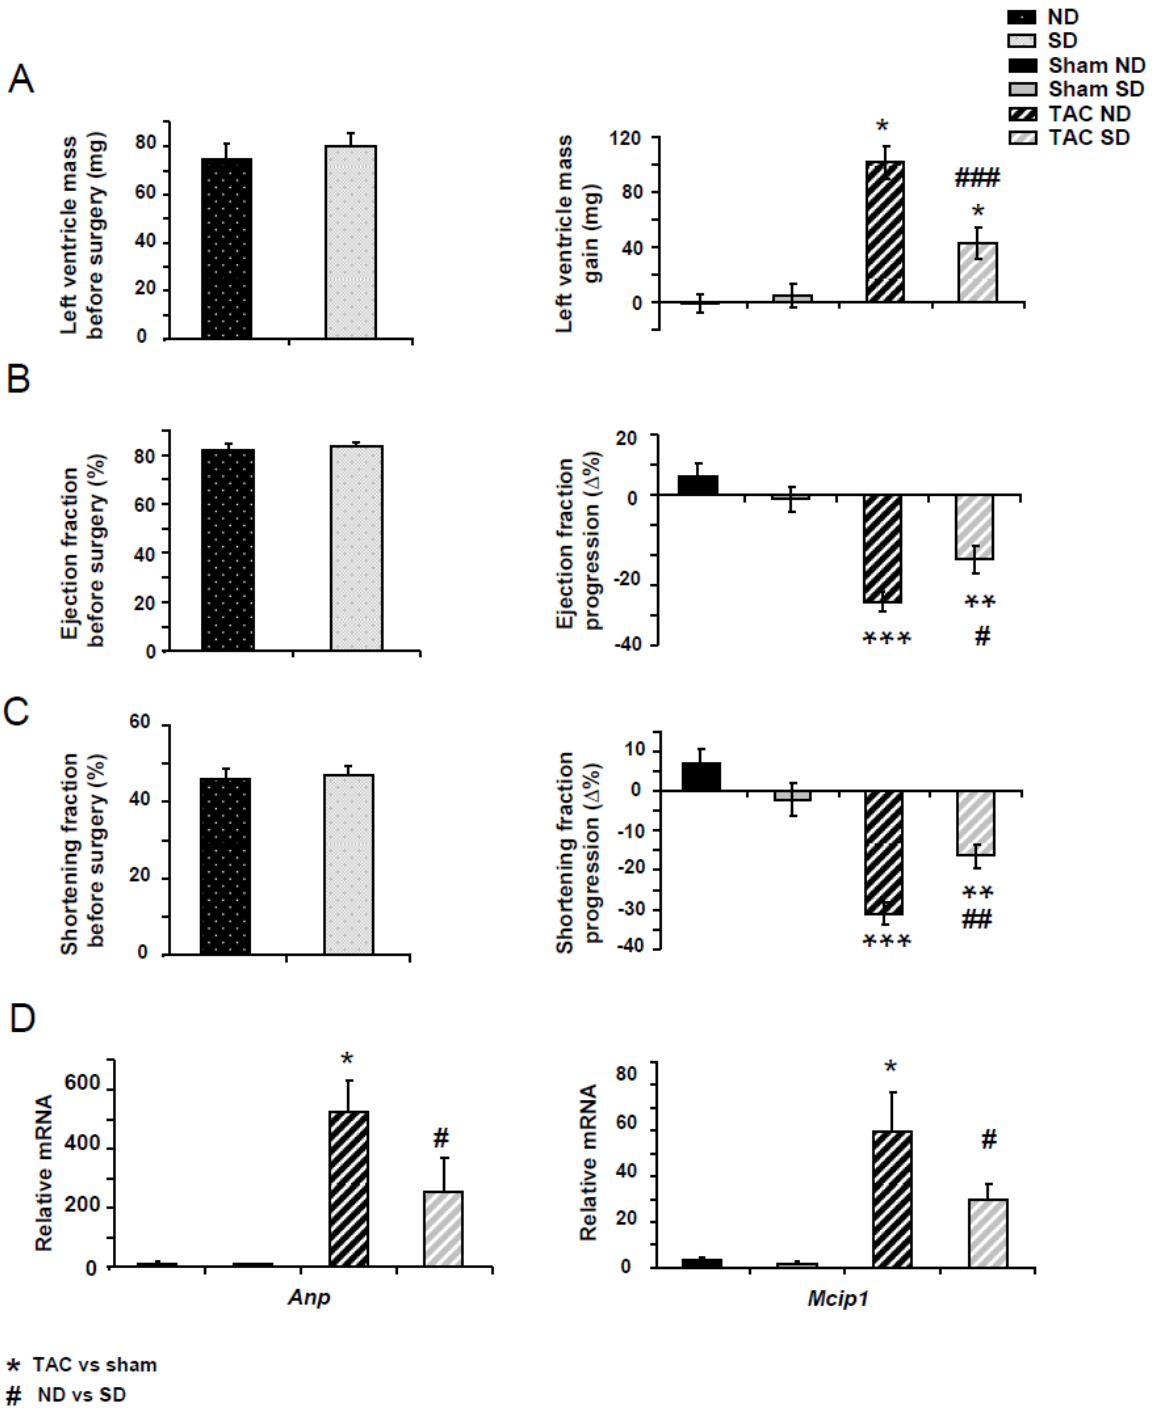 ND
SD
Sham ND
Sham SD
TAC ND
TAC SD
A
Left ventricle mass
before surgery (mg)
80
60
40
20
0
Left ventricle mass
gain (mg)
120
80
40
0
*
###
*
B
Ejection fraction
before surgery (%)
80
60
40
20
0
Ejection fraction
progression (Δ%)
20
0
-20
-40
***
**
#
C
Shortening fraction
before surgery (%)
60
40
20
0
Shortening fraction
progression (Δ%)
10
0
-10
-20
-30
-40
***
**
##
D
Relative mRNA
600
400
200
0
*
#
Anp
Relative mRNA
80
60
40
20
0
*
#
Mcip1
* TAC vs sham
# ND vs SD